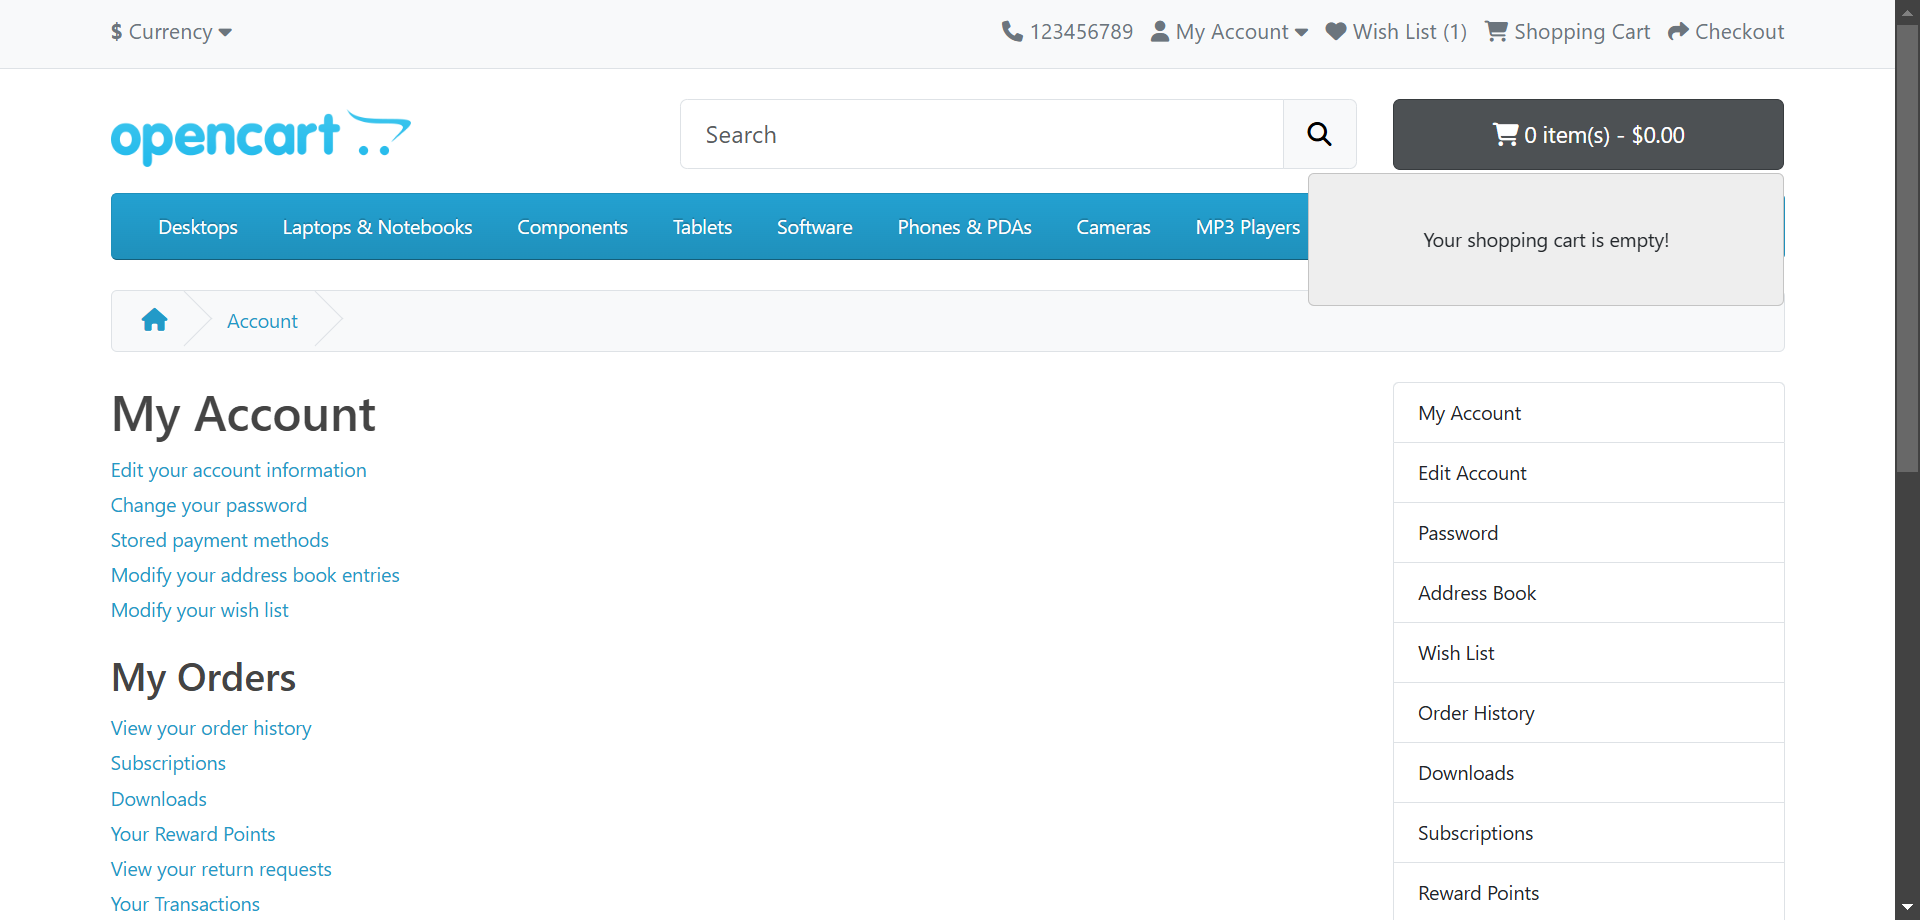 $ Currency
123456789 My Account Wish List (1) Shopping Cart Checkout
opencart
Search
0 item(s) - $0.00
Desktops Laptops & Notebooks Components Tablets Software Phones & PDAs Cameras MP3 Players
Your shopping cart is empty!
Account
My Account
Edit your account information
Change your password
Stored payment methods
Modify your address book entries
Modify your wish list
My Orders
View your order history
Subscriptions
Downloads
Your Reward Points
View your return requests
Your Transactions
My Account
Edit Account
Password
Address Book
Wish List
Order History
Downloads
Subscriptions
Reward Points